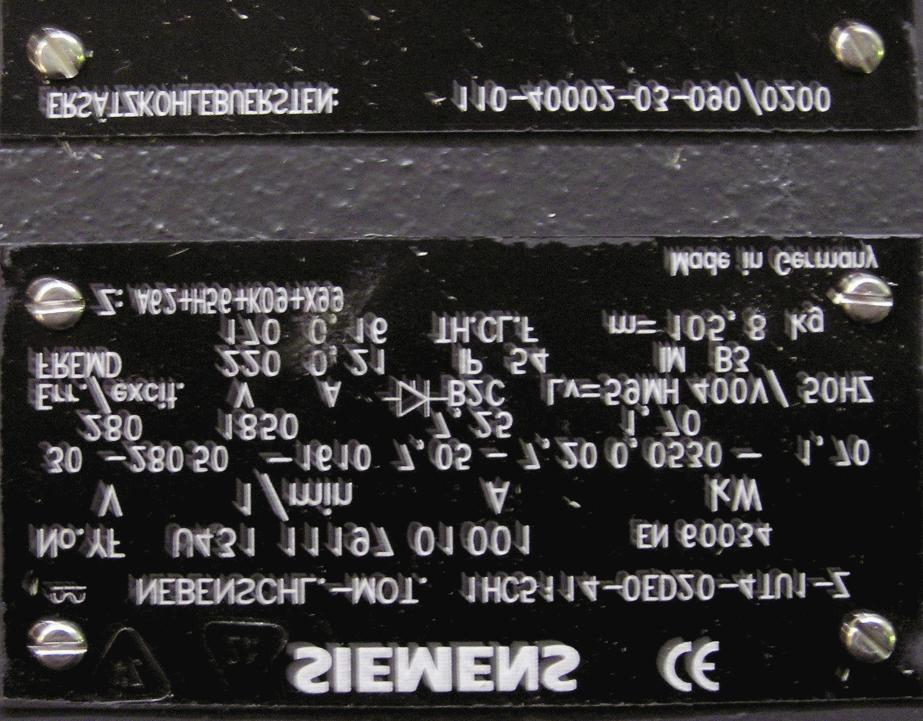 SIEMENS CE
NEBENSCHL.-MOT. 1HC5114-0ED20-4TU1-Z
No.YF U431 11197 01 001 EN 60034
V 1/min A kW
30 -280 50 -1610 7,05 - 7,20 0,0530 - 1,70
280 1850 7,25 1,70
Err./excit. V A B2C Lv=59MH 400V/ 50HZ
FREMD 220 0,21 IP 54 IM B3
170 0,16 TH.CL.F m= 105,8 kg
Z: A62+H56+K09+X99
Made in Germany
ERSATZKOHLEBUERSTEN: 110-40002-03-090/0200